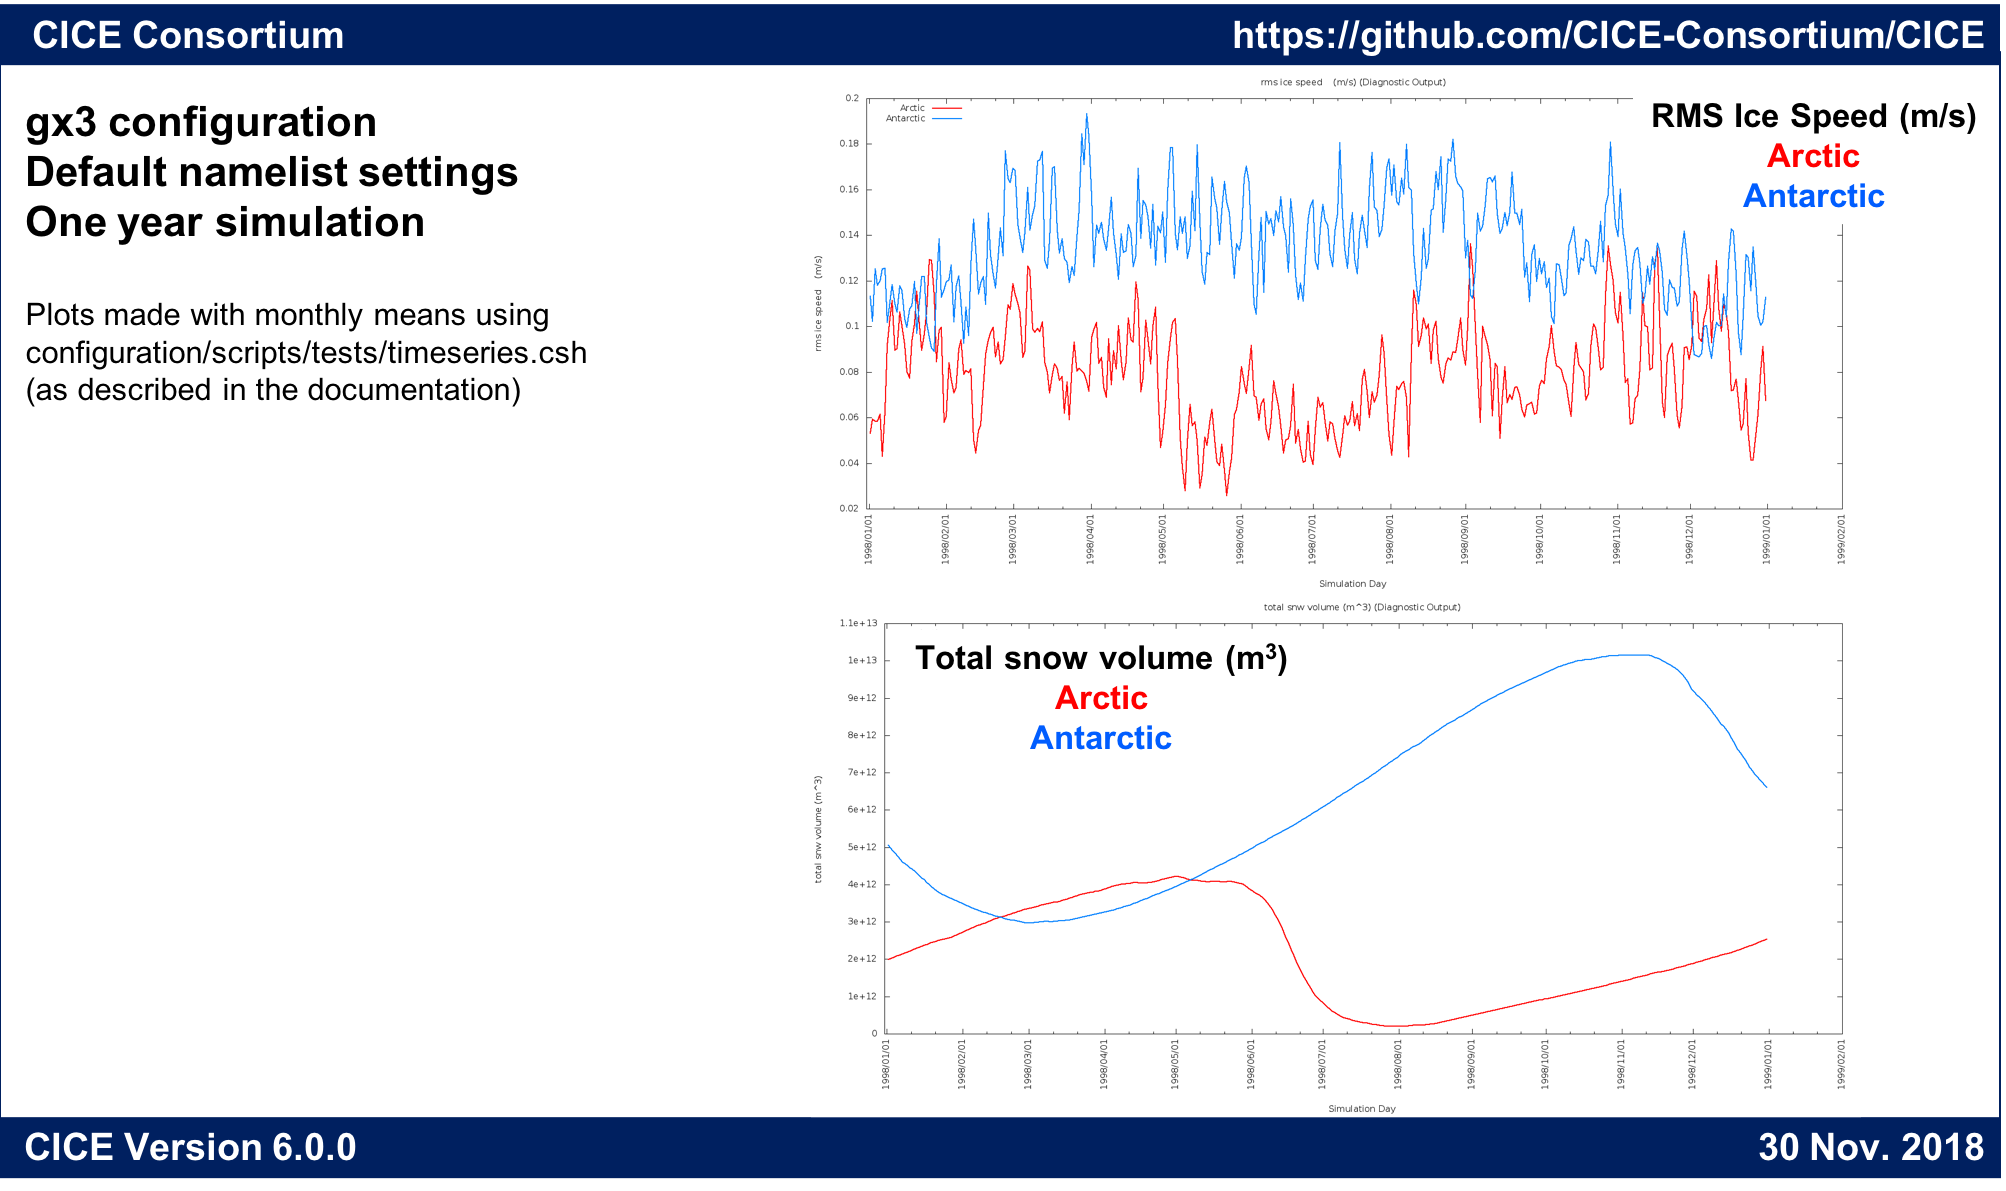 CICE Consortium
https://github.com/CICE-Consortium/CICE
gx3 configuration
Default namelist settings
One year simulation
Plots made with monthly means using
configuration/scripts/tests/timeseries.csh
(as described in the documentation)
rms ice speed (m/s) (Diagnostic Output)
Arctic
Antarctic
RMS Ice Speed (m/s)
Arctic
Antarctic
rms ice speed (m/s)
0.2
0.18
0.16
0.14
0.12
0.1
0.08
0.06
0.04
0.02
1998/01/01
1998/02/01
1998/03/01
1998/04/01
1998/05/01
1998/06/01
1998/07/01
1998/08/01
1998/09/01
1998/10/01
1998/11/01
1998/12/01
1999/01/01
1999/02/01
Simulation Day
total snw volume (m^3) (Diagnostic Output)
Total snow volume (m³)
Arctic
Antarctic
total snw volume (m^3)
1.1e+13
1e+13
9e+12
8e+12
7e+12
6e+12
5e+12
4e+12
3e+12
2e+12
1e+12
0
1998/01/01
1998/02/01
1998/03/01
1998/04/01
1998/05/01
1998/06/01
1998/07/01
1998/08/01
1998/09/01
1998/10/01
1998/11/01
1998/12/01
1999/01/01
1999/02/01
Simulation Day
CICE Version 6.0.0
30 Nov. 2018